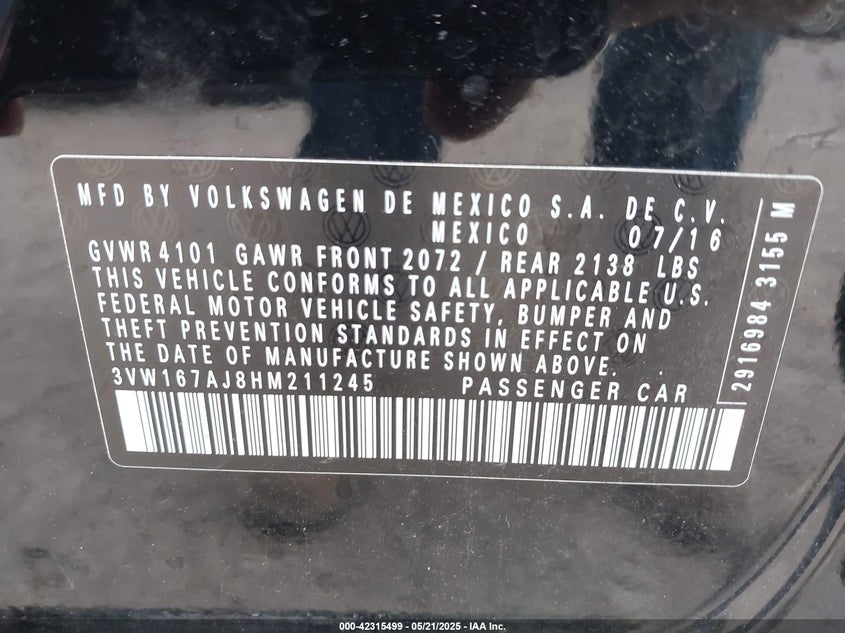 MFD BY VOLKSWAGEN DE MEXICO S.A. DE C.V.
MEXICO 07/16
GVWR 4101 GAWR FRONT 2072 / REAR 2138 LBS
THIS VEHICLE CONFORMS TO ALL APPLICABLE U.S.
FEDERAL MOTOR VEHICLE SAFETY, BUMPER AND
THEFT PREVENTION STANDARDS IN EFFECT ON
THE DATE OF MANUFACTURE SHOWN ABOVE.
3VW167AJ8HM211245 PASSENGER CAR
2916984 3155 M
000-42315499 - 05/21/2025 - IAA Inc.